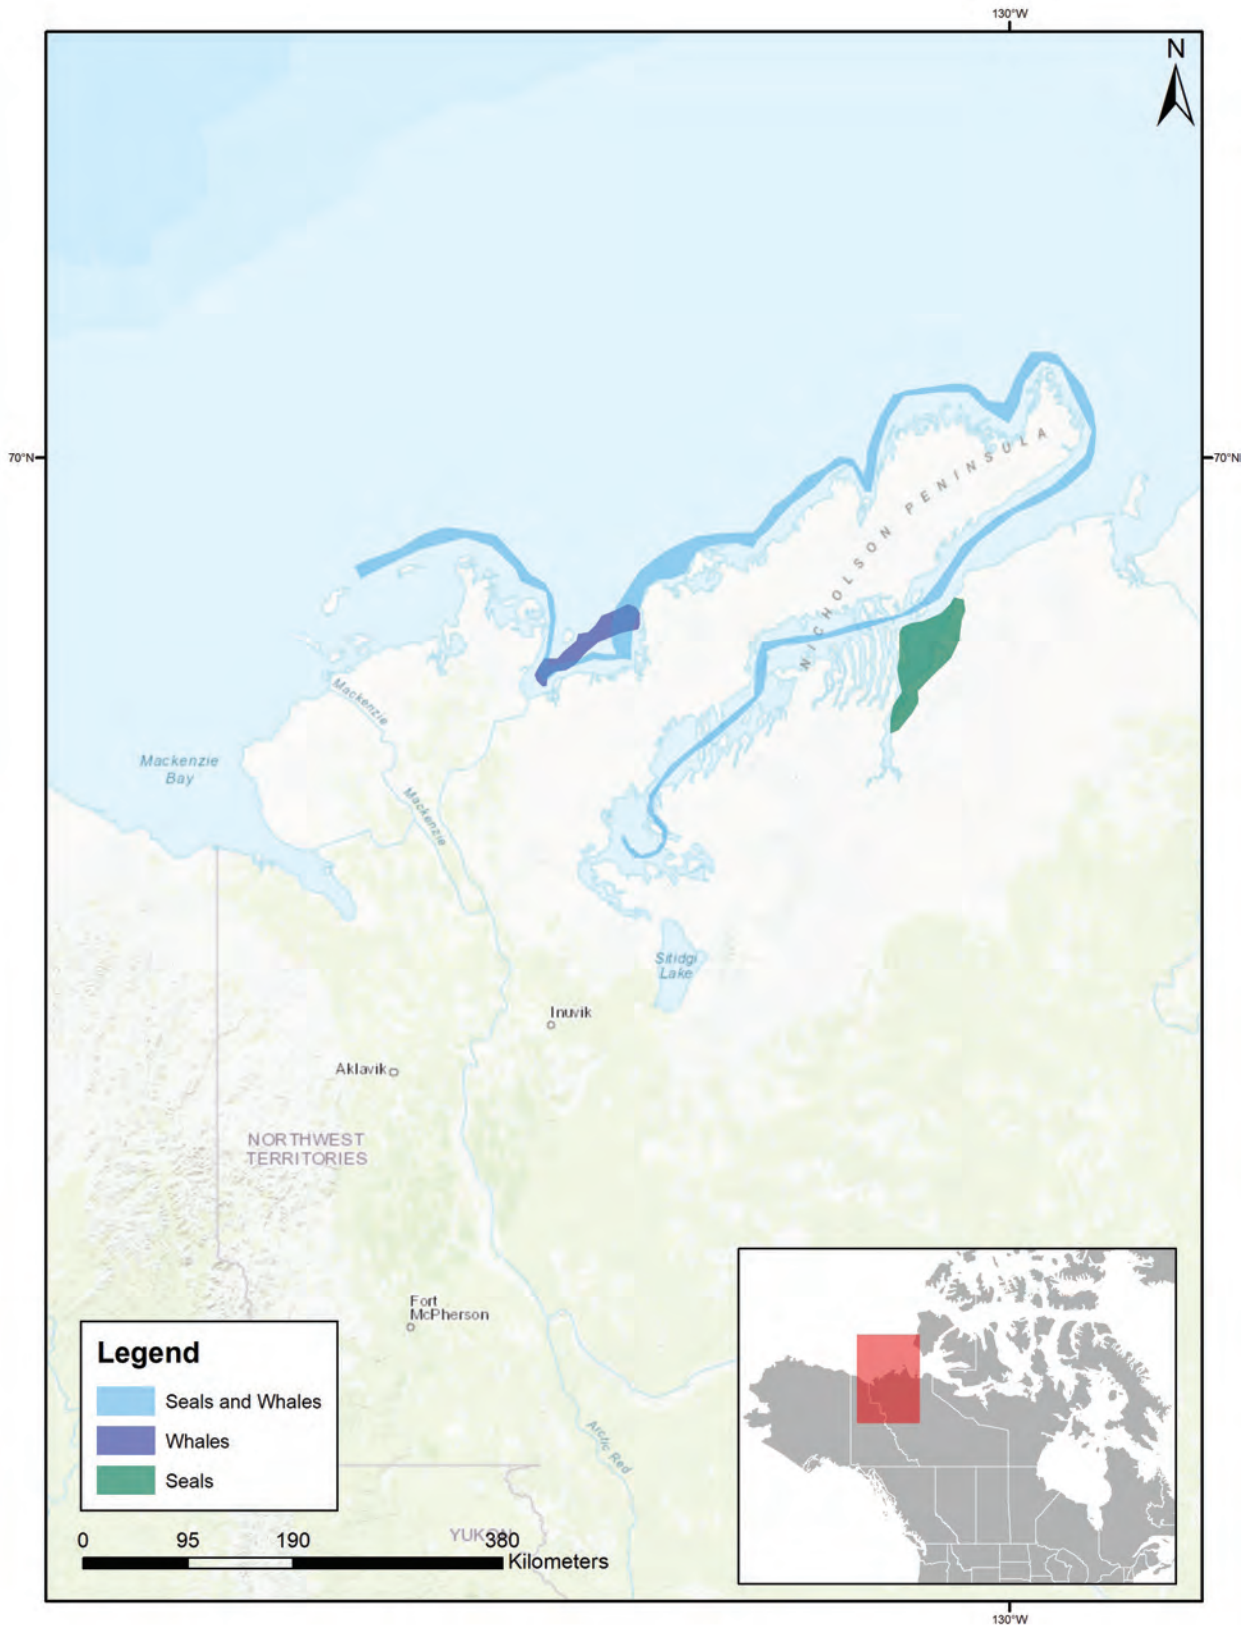 130°W
N
70°N
70°N
NICHOLSON PENINSULA
Mackenzie
Mackenzie
Bay
Mackenzie
Sitidgi
Lake
Inuvik
Aklavik
NORTHWEST
TERRITORIES
Fort
McPherson
Legend
Seals and Whales
Whales
Seals
Arctic Red
YUKON
0 95 190 380
Kilometers
130°W